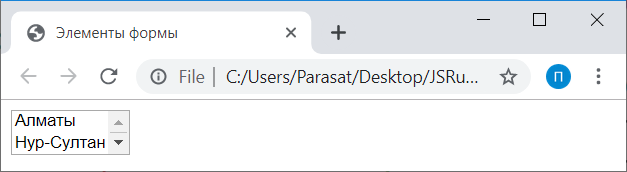 Элементы формы
File | C:/Users/Parasat/Desktop/JSRu...
П
Алматы
Нур-Султан